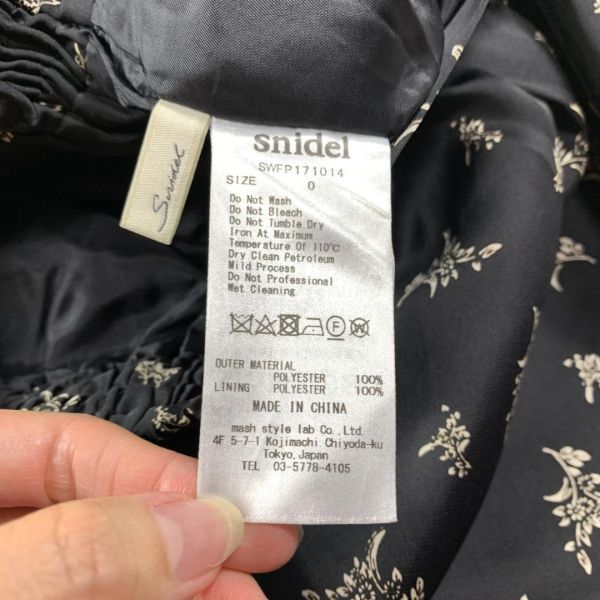 Snidel
snidel
SWFP171014
SIZE 0
Do Not Wash
Do Not Bleach
Do Not Tumble Dry
Iron At Maximum
Temperature Of 110℃
Dry Clean Petroleum
Mild Process
Do Not Professional
Wet Cleaning
OUTER MATERIAL
POLYESTER 100%
LINING POLYESTER 100%
MADE IN CHINA
mash style lab Co., Ltd.
4F 5-7-1 Kojimachi Chiyoda-ku
Tokyo, Japan
TEL 03-5778-4105